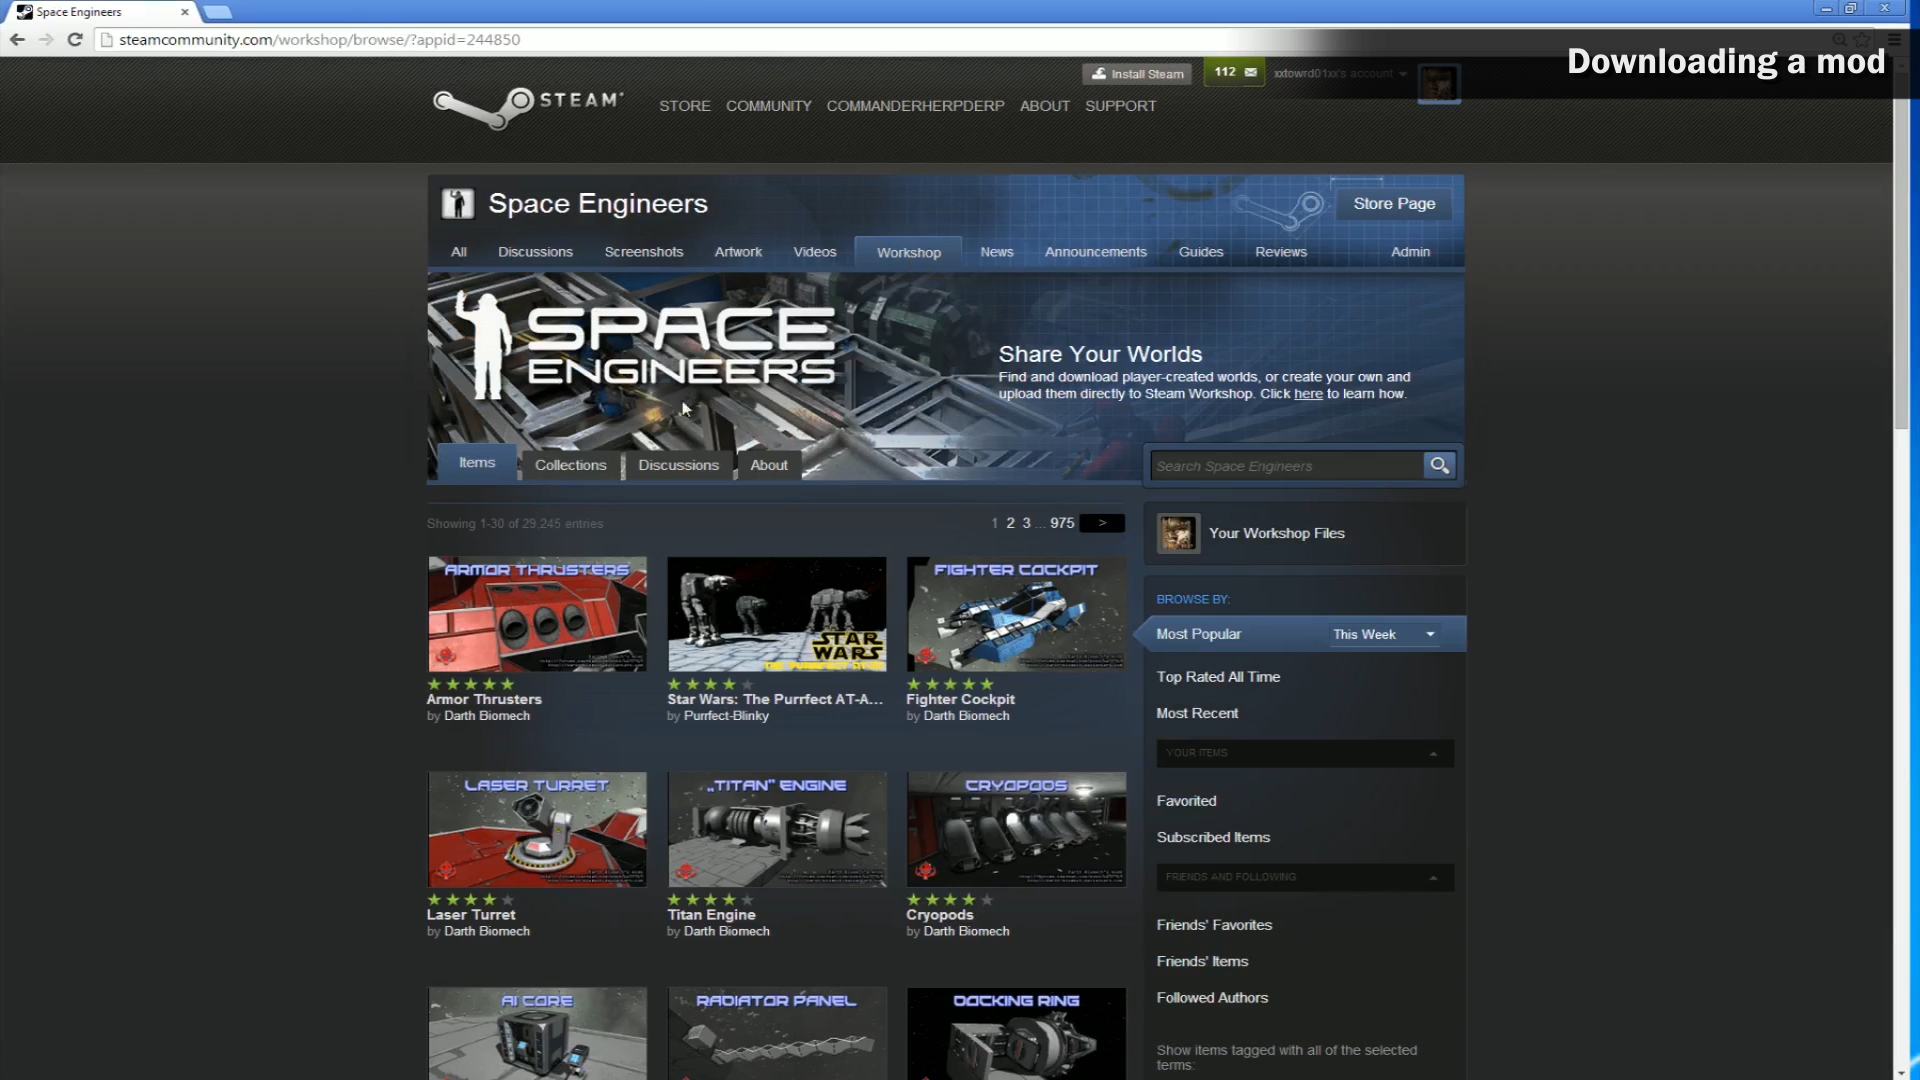 Space Engineers
steamcommunity.com/workshop/browse/?appid=244850
Downloading a mod
Install Steam
112
xxtowrd01xx's account
STEAM
STORE COMMUNITY COMMANDERHERPDERP ABOUT SUPPORT
Space Engineers
Store Page
All Discussions Screenshots Artwork Videos Workshop News Announcements Guides Reviews Admin
SPACE
ENGINEERS
Share Your Worlds
Find and download player-created worlds, or create your own and
upload them directly to Steam Workshop. Click here to learn how.
Items Collections Discussions About
Search Space Engineers
Showing 1-30 of 29,245 entries
1 2 3 ... 975 >
Your Workshop Files
ARMOR THRUSTERS
STAR
WARS
THE PURRFECT AT-AT
FIGHTER COCKPIT
Armor Thrusters
by Darth Biomech
Star Wars: The Purrfect AT-A...
by Purrfect-Blinky
Fighter Cockpit
by Darth Biomech
BROWSE BY:
Most Popular This Week
Top Rated All Time
Most Recent
YOUR ITEMS
Favorited
Subscribed Items
FRIENDS AND FOLLOWING
Friends' Favorites
Friends' Items
Followed Authors
Show items tagged with all of the selected
terms:
LASER TURRET
„TITAN" ENGINE
CRYOPODS
Laser Turret
by Darth Biomech
Titan Engine
by Darth Biomech
Cryopods
by Darth Biomech
AI CORE
RADIATOR PANEL
DOCKING RING